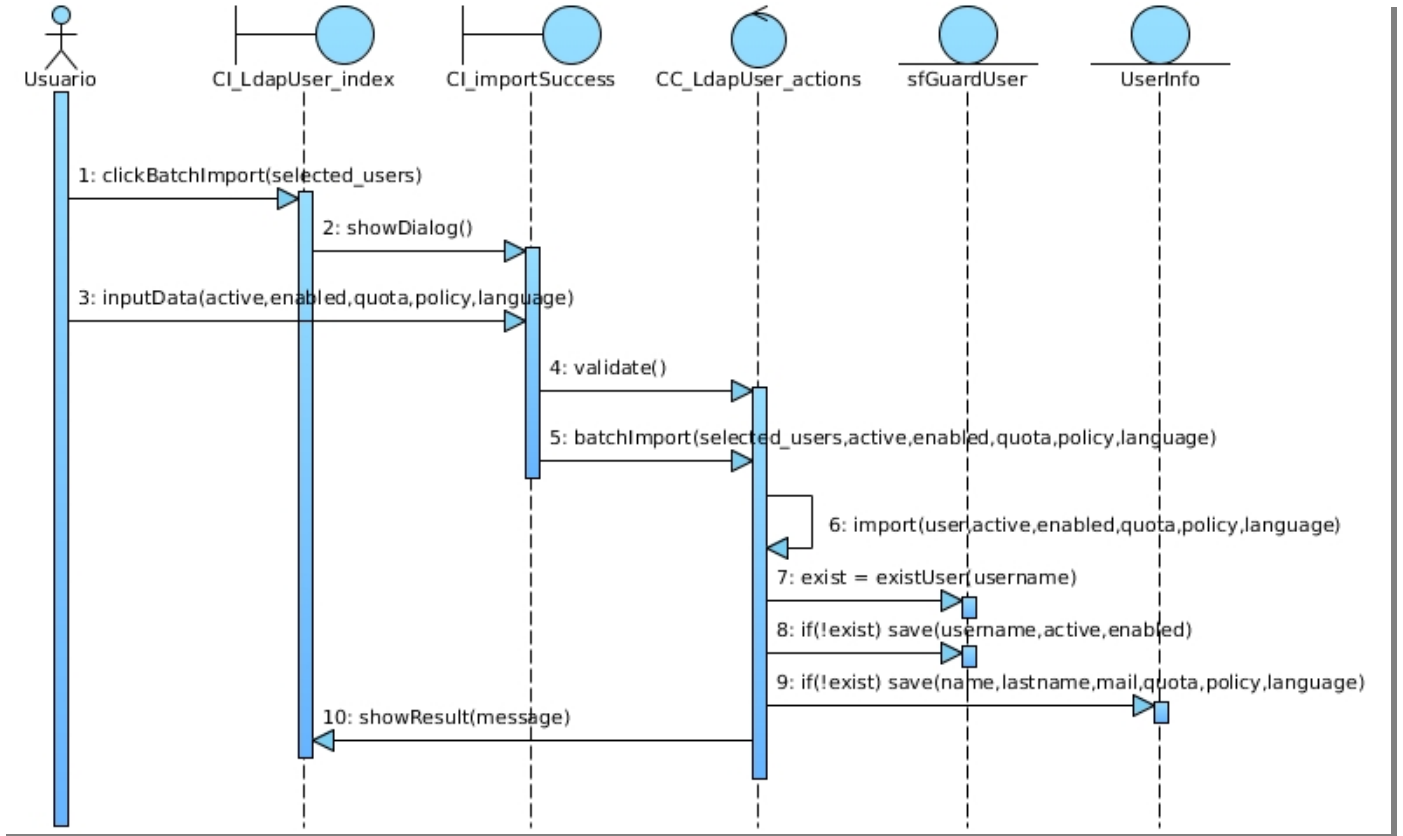 Usuario
CI_LdapUser_index
CI_importSuccess
CC_LdapUser_actions
sfGuardUser
UserInfo
1: clickBatchImport(selected_users)
2: showDialog()
3: inputData(active,enabled,quota,policy,language)
4: validate()
5: batchImport(selected_users,active,enabled,quota,policy,language)
6: import(user,active,enabled,quota,policy,language)
7: exist = existUser(username)
8: if(!exist) save(username,active,enabled)
9: if(!exist) save(name,lastname,mail,quota,policy,language)
10: showResult(message)